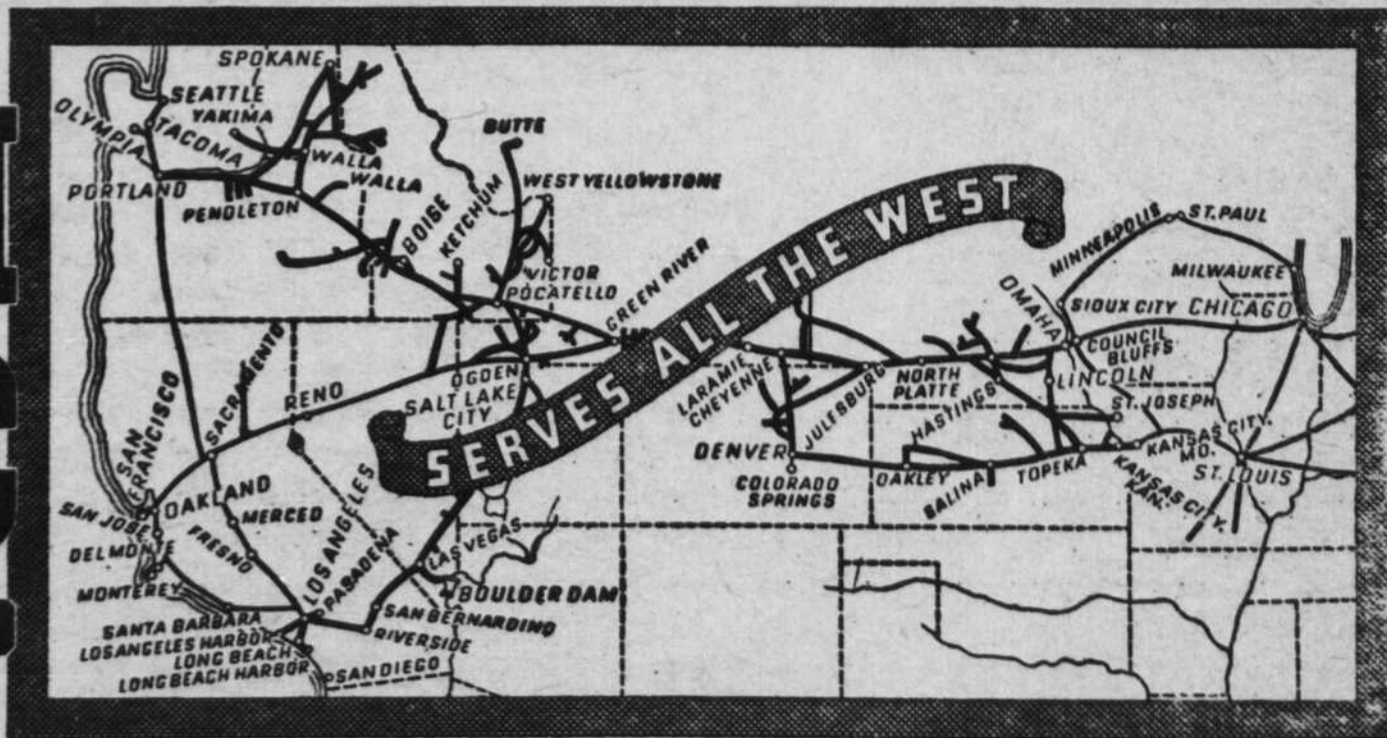 SPOKANE
SEATTLE
YAKIMA
OLYMPIA
TACOMA
WALLA
WALLA
PORTLAND
PENDLETON
BUTTE
WEST YELLOWSTONE
BOISE
KETCHUM
VICTOR
POCATELLO
GREEN RIVER
SERVES ALL THE WEST
MINNEAPOLIS
ST. PAUL
MILWAUKEE
SIOUX CITY
CHICAGO
OMAHA
COUNCIL
BLUFFS
LINCOLN
SACRAMENTO
RENO
OGDEN
SALT LAKE
CITY
LARAMIE
CHEYENNE
JULESBURG
NORTH
PLATTE
HASTINGS
ST. JOSEPH
SAN
FRANCISCO
OAKLAND
SAN JOSE
DEL MONTE
MONTEREY
MERCED
FRESNO
LOS ANGELES
PASADENA
LAS VEGAS
BOULDER DAM
DENVER
COLORADO
SPRINGS
OAKLEY
SALINA
TOPEKA
KANSAS CITY,
MO.
KANSAS CITY,
KAN.
ST. LOUIS
SANTA BARBARA
LOS ANGELES HARBOR
LONG BEACH
LONG BEACH HARBOR
SAN BERNARDINO
RIVERSIDE
SAN DIEGO